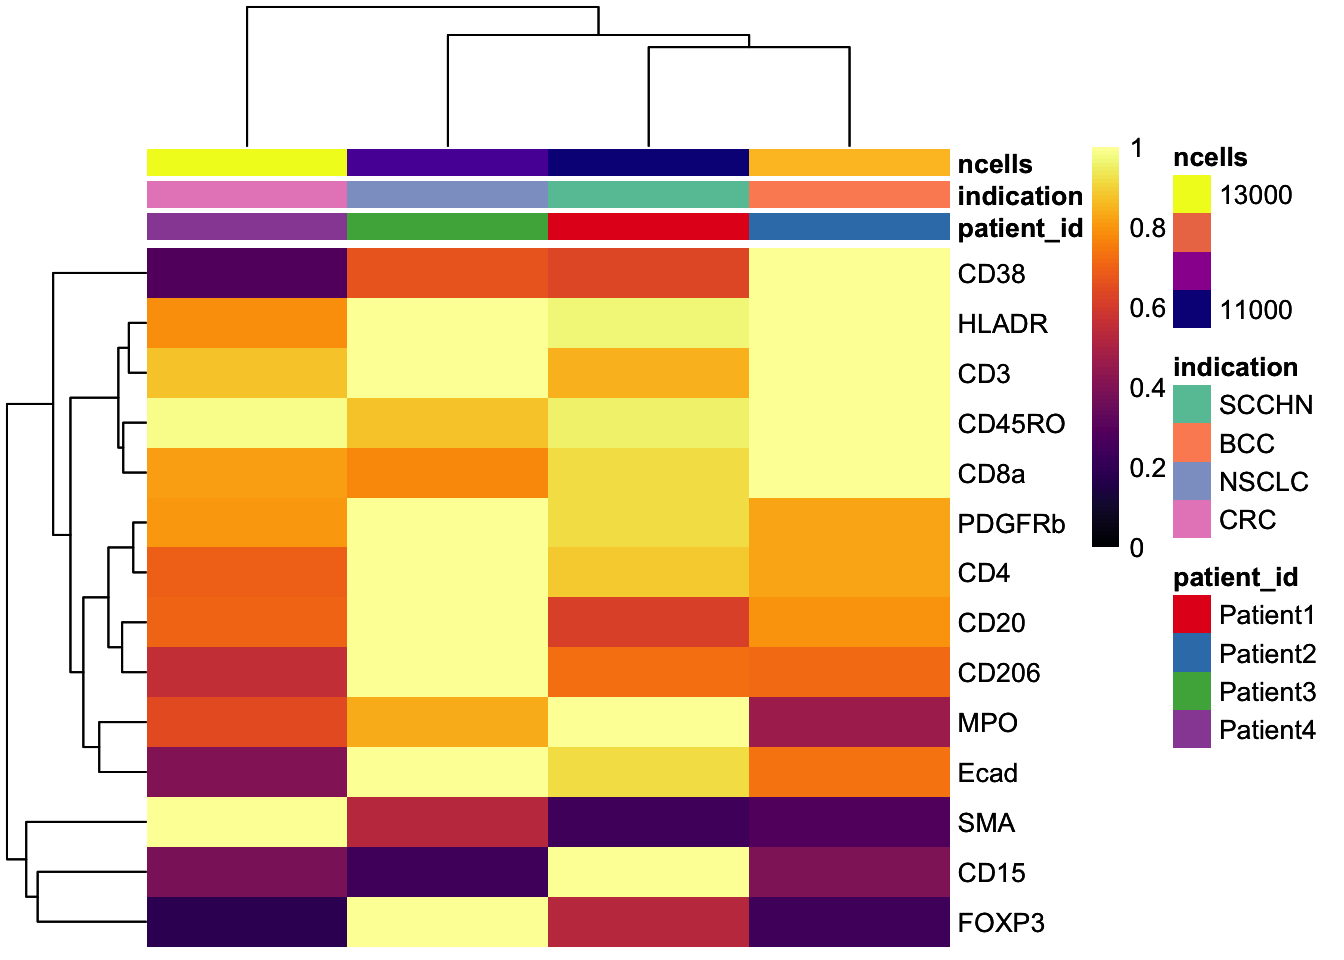 ncells
indication
patient_id
CD38
HLADR
CD3
CD45RO
CD8a
PDGFRb
CD4
CD20
CD206
MPO
Ecad
SMA
CD15
FOXP3
1
0.8
0.6
0.4
0.2
0
ncells
13000
11000
indication
SCCHN
BCC
NSCLC
CRC
patient_id
Patient1
Patient2
Patient3
Patient4